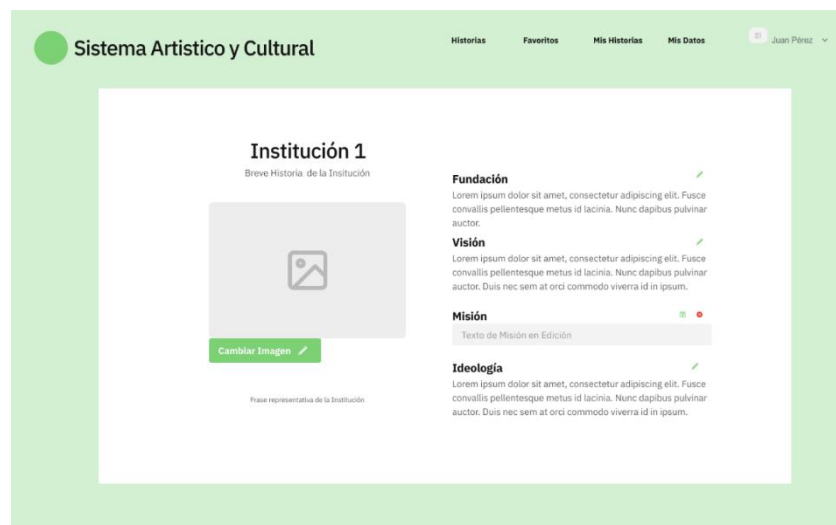 Sistema Artistico y Cultural
Historias
Favoritos
Mis Historias
Mis Datos
Juan Pérez
Institución 1
Breve Historia de la Insitución
Cambiar Imagen
Frase representativa de la Institución
Fundación
Lorem ipsum dolor sit amet, consectetur adipiscing elit. Fusce
convallis pellentesque metus id lacinia. Nunc dapibus pulvinar
auctor.
Visión
Lorem ipsum dolor sit amet, consectetur adipiscing elit. Fusce
convallis pellentesque metus id lacinia. Nunc dapibus pulvinar
auctor. Duis nec sem at orci commodo viverra id in ipsum.
Misión
Texto de Misión en Edición
Ideología
Lorem ipsum dolor sit amet, consectetur adipiscing elit. Fusce
convallis pellentesque metus id lacinia. Nunc dapibus pulvinar
auctor. Duis nec sem at orci commodo viverra id in ipsum.